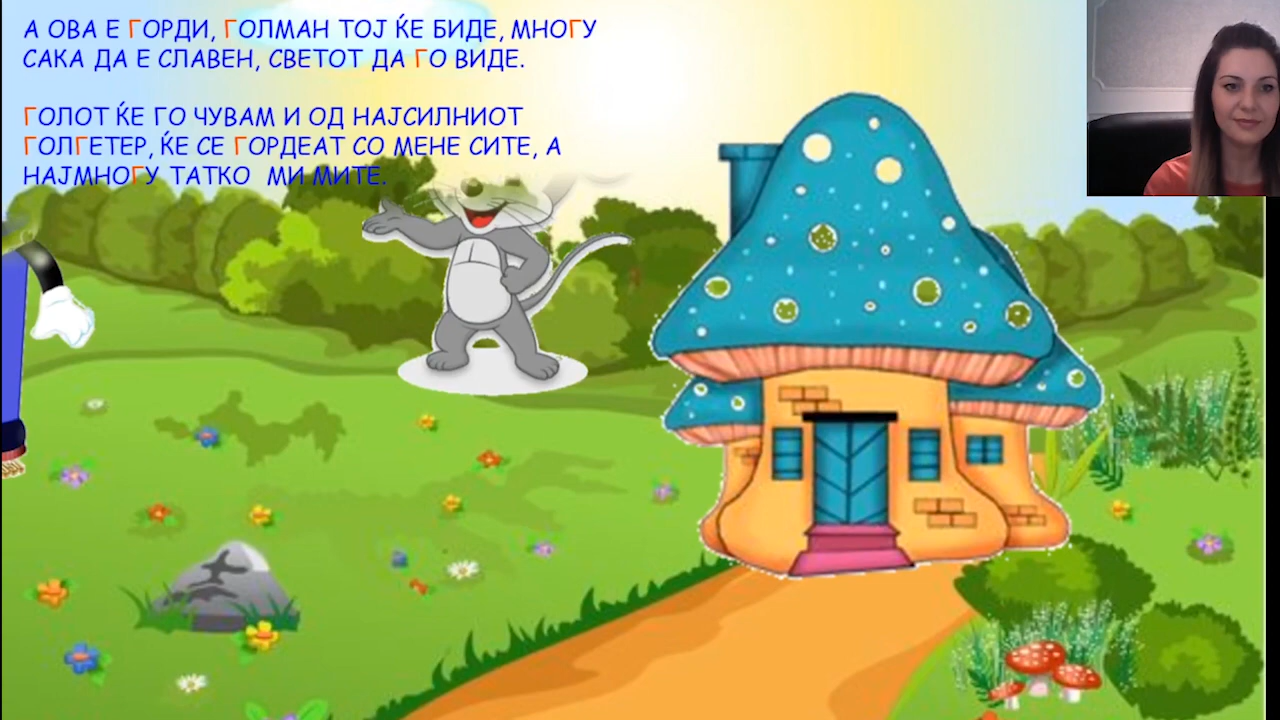 А ОВА Е ГОРДИ, ГОЛМАН ТОЈ ЌЕ БИДЕ, МНОГУ
САКА ДА Е СЛАВЕН, СВЕТОТ ДА ГО ВИДЕ.
ГОЛОТ ЌЕ ГО ЧУВАМ И ОД НАЈСИЛНИОТ
ГОЛГЕТЕР, ЌЕ СЕ ГОРДЕАТ СО МЕНЕ СИТЕ, А
НАЈМНОГУ ТАТКО МИ МИТЕ.